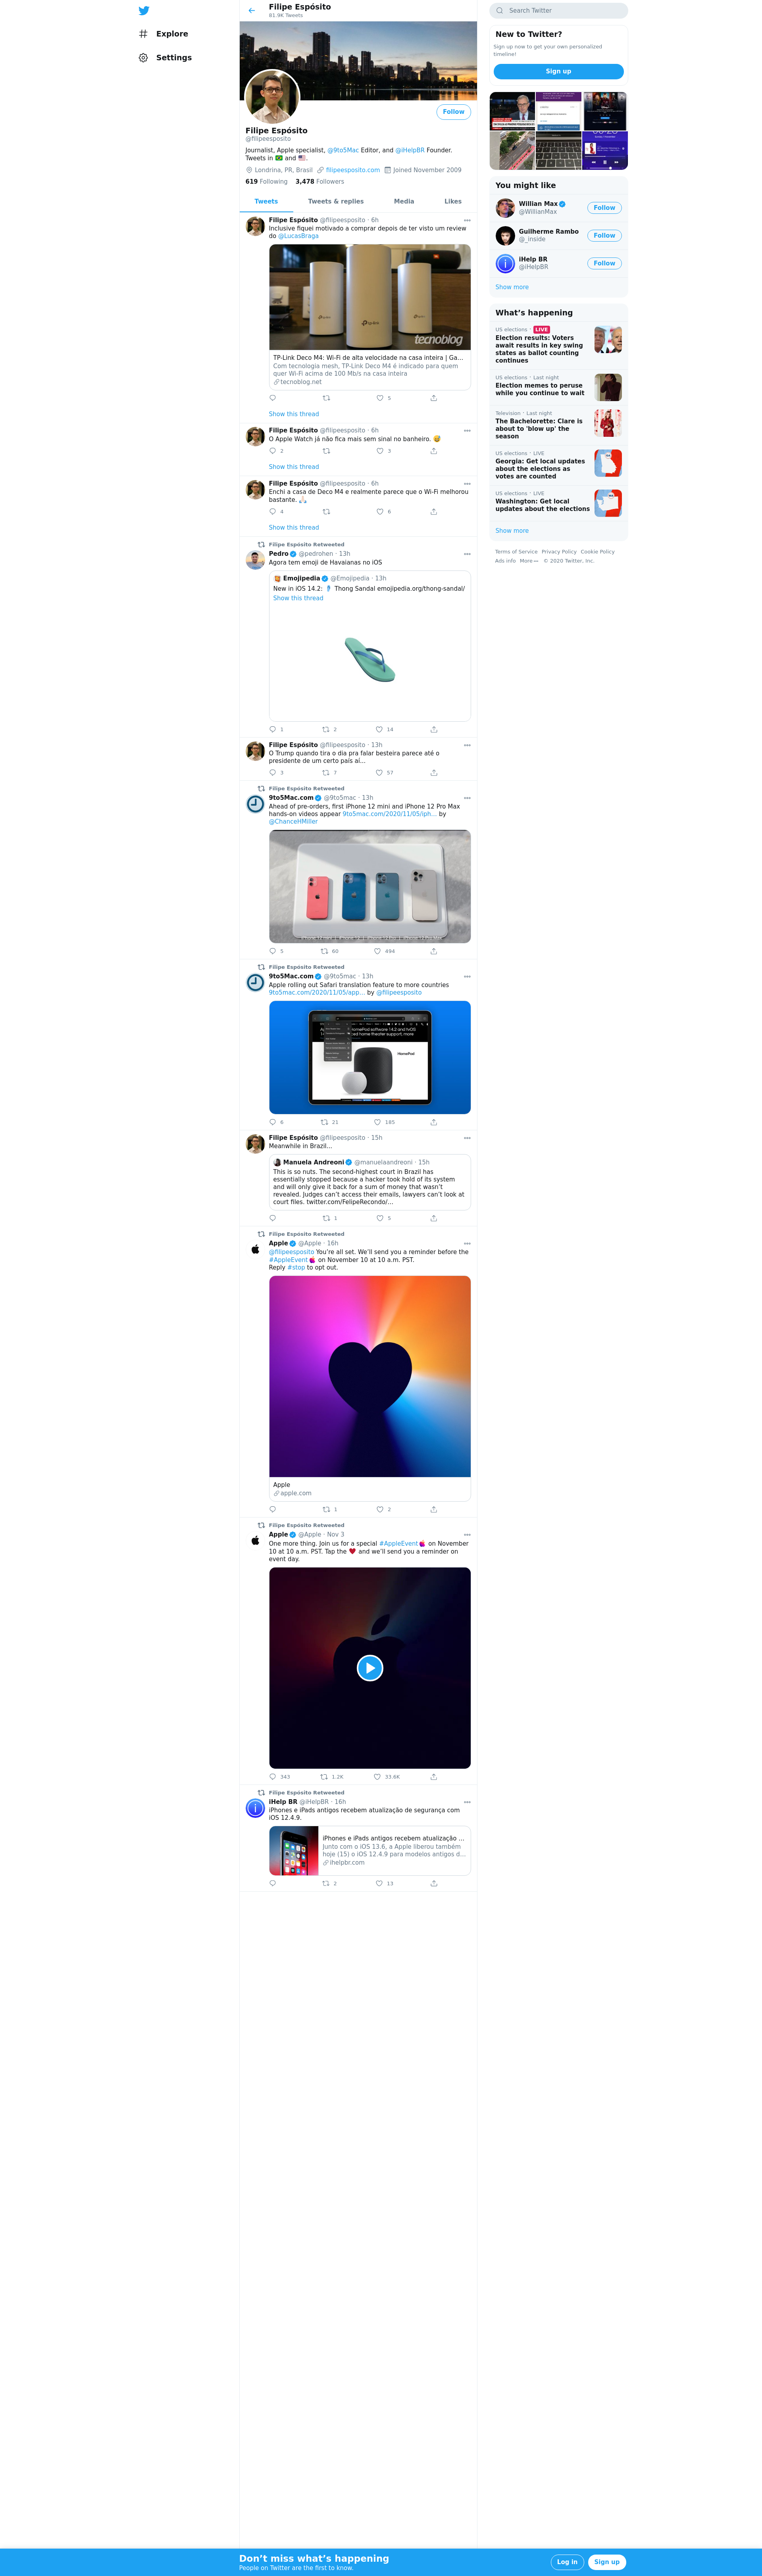 Explore
Settings
Filipe Espósito
81.9K Tweets
Follow
Filipe Espósito
@filipeesposito
Journalist, Apple specialist, @9to5Mac Editor, and @iHelpBR Founder.
Tweets in 🇧🇷 and 🇺🇸.
Londrina, PR, Brasil filipeesposito.com Joined November 2009
619 Following 3,478 Followers
Tweets Tweets & replies Media Likes
Filipe Espósito @filipeesposito · 6h
Inclusive fiquei motivado a comprar depois de ter visto um review
do @LucasBraga
tp-link
tecnoblog
TP-Link Deco M4: Wi-Fi de alta velocidade na casa inteira | Ga...
Com tecnologia mesh, TP-Link Deco M4 é indicado para quem
quer Wi-Fi acima de 100 Mb/s na casa inteira
tecnoblog.net
5
Show this thread
Filipe Espósito @filipeesposito · 6h
O Apple Watch já não fica mais sem sinal no banheiro. 😅
2 3
Show this thread
Filipe Espósito @filipeesposito · 6h
Enchi a casa de Deco M4 e realmente parece que o Wi-Fi melhorou
bastante. 🙏🏻
4 6
Show this thread
Filipe Espósito Retweeted
Pedro @pedrohen · 13h
Agora tem emoji de Havaianas no iOS
Emojipedia @Emojipedia · 13h
New in iOS 14.2: 🩴 Thong Sandal emojipedia.org/thong-sandal/
Show this thread
1 2 14
Filipe Espósito @filipeesposito · 13h
O Trump quando tira o dia pra falar besteira parece até o
presidente de um certo país aí...
3 7 57
Filipe Espósito Retweeted
9to5Mac.com @9to5mac · 13h
Ahead of pre-orders, first iPhone 12 mini and iPhone 12 Pro Max
hands-on videos appear 9to5mac.com/2020/11/05/iph... by
@ChanceHMiller
5 60 494
Filipe Espósito Retweeted
9to5Mac.com @9to5mac · 13h
Apple rolling out Safari translation feature to more countries
9to5mac.com/2020/11/05/app... by @filipeesposito
HomePod
6 21 185
Filipe Espósito @filipeesposito · 15h
Meanwhile in Brazil...
Manuela Andreoni @manuelaandreoni · 15h
This is so nuts. The second-highest court in Brazil has
essentially stopped because a hacker took hold of its system
and will only give it back for a sum of money that wasn't
revealed. Judges can't access their emails, lawyers can't look at
court files. twitter.com/FelipeRecondo/...
1 5
Filipe Espósito Retweeted
Apple @Apple · 16h
@filipeesposito You're all set. We'll send you a reminder before the
#AppleEvent on November 10 at 10 a.m. PST.
Reply #stop to opt out.
Apple
apple.com
1 2
Filipe Espósito Retweeted
Apple @Apple · Nov 3
One more thing. Join us for a special #AppleEvent on November
10 at 10 a.m. PST. Tap the ❤️ and we'll send you a reminder on
event day.
343 1.2K 33.6K
Filipe Espósito Retweeted
iHelp BR @iHelpBR · 16h
iPhones e iPads antigos recebem atualização de segurança com
iOS 12.4.9.
iPhones e iPads antigos recebem atualização ...
Junto com o iOS 13.6, a Apple liberou também
hoje (15) o iOS 12.4.9 para modelos antigos d...
ihelpbr.com
2 13
Search Twitter
New to Twitter?
Sign up now to get your own personalized
timeline!
Sign up
You might like
Willian Max
@WillianMax
Follow
Guilherme Rambo
@_inside
Follow
iHelp BR
@iHelpBR
Follow
Show more
What's happening
US elections · LIVE
Election results: Voters
await results in key swing
states as ballot counting
continues
US elections · Last night
Election memes to peruse
while you continue to wait
Television · Last night
The Bachelorette: Clare is
about to 'blow up' the
season
US elections · LIVE
Georgia: Get local updates
about the elections as
votes are counted
US elections · LIVE
Washington: Get local
updates about the elections
Show more
Terms of Service Privacy Policy Cookie Policy
Ads info More © 2020 Twitter, Inc.
Don't miss what's happening
People on Twitter are the first to know.
Log in
Sign up